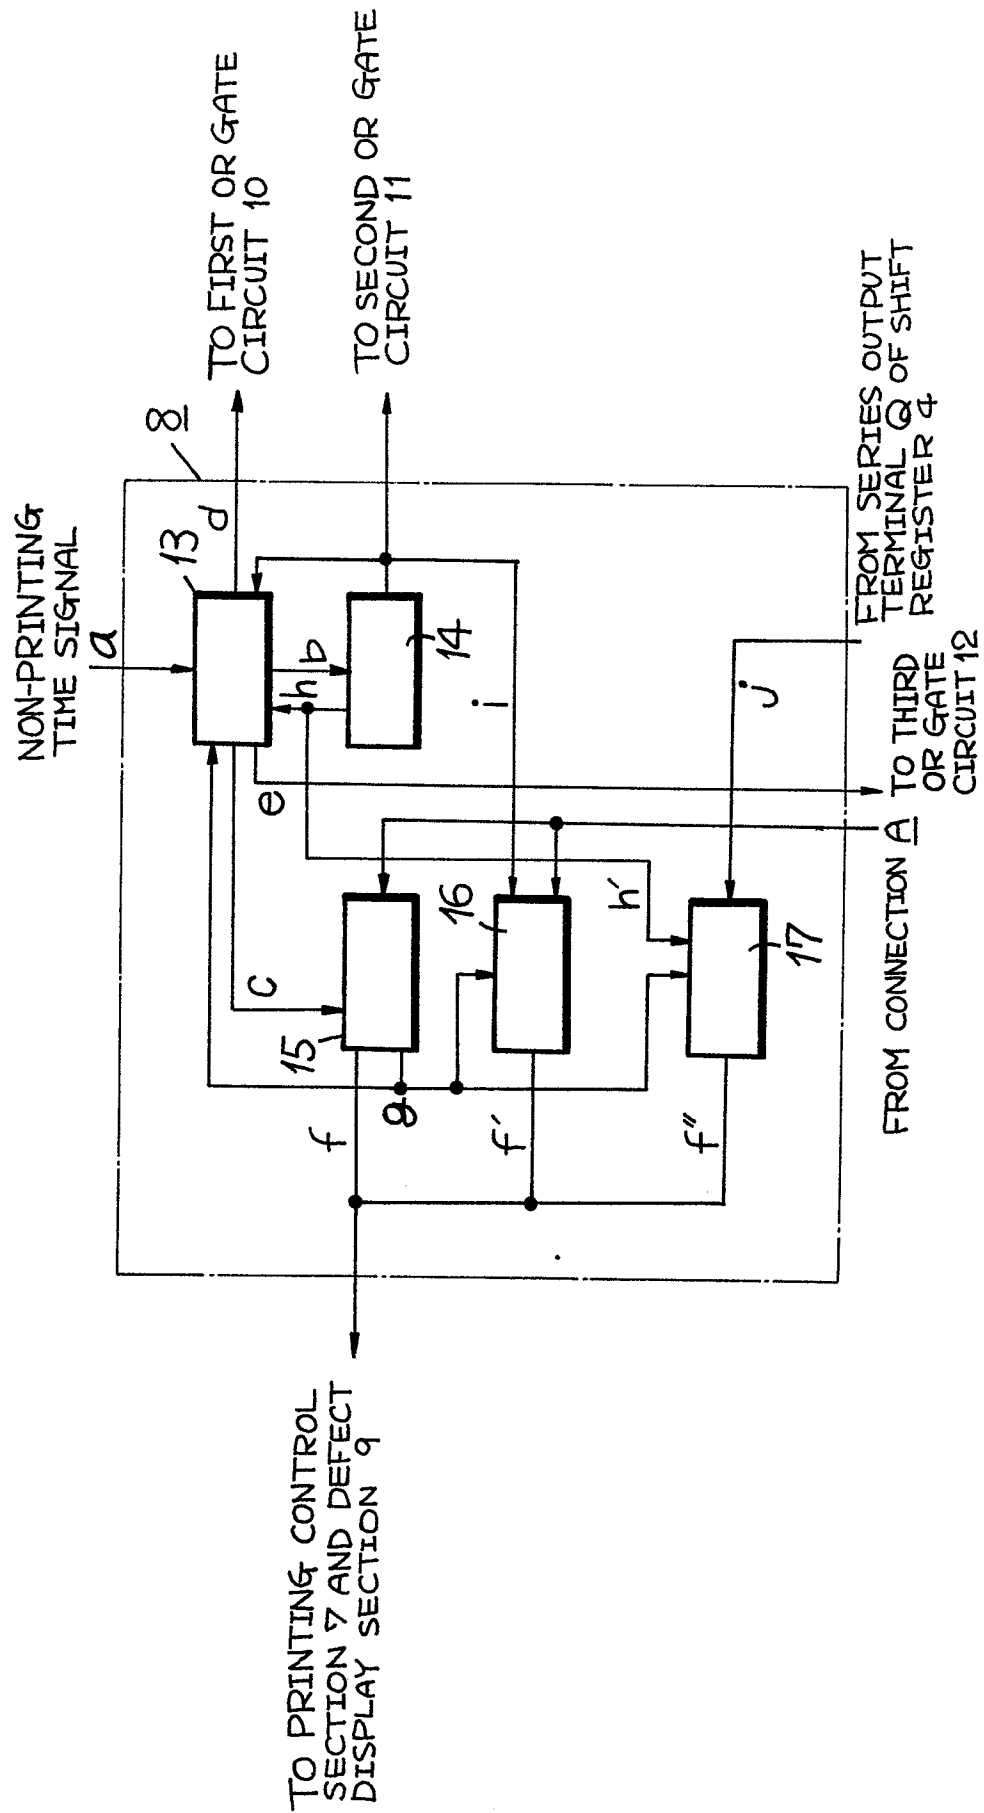 TO PRINTING CONTROL
SECTION 7 AND DEFECT
DISPLAY SECTION 9
f
f'
f"
g
15
16
17
c
h'
e
NON-PRINTING
TIME SIGNAL
a
13
d
h
b
14
i
j
8
TO FIRST OR GATE
CIRCUIT 10
TO SECOND OR GATE
CIRCUIT 11
FROM CONNECTION A
TO THIRD
OR GATE
CIRCUIT 12
FROM SERIES OUTPUT
TERMINAL Q OF SHIFT
REGISTER 4